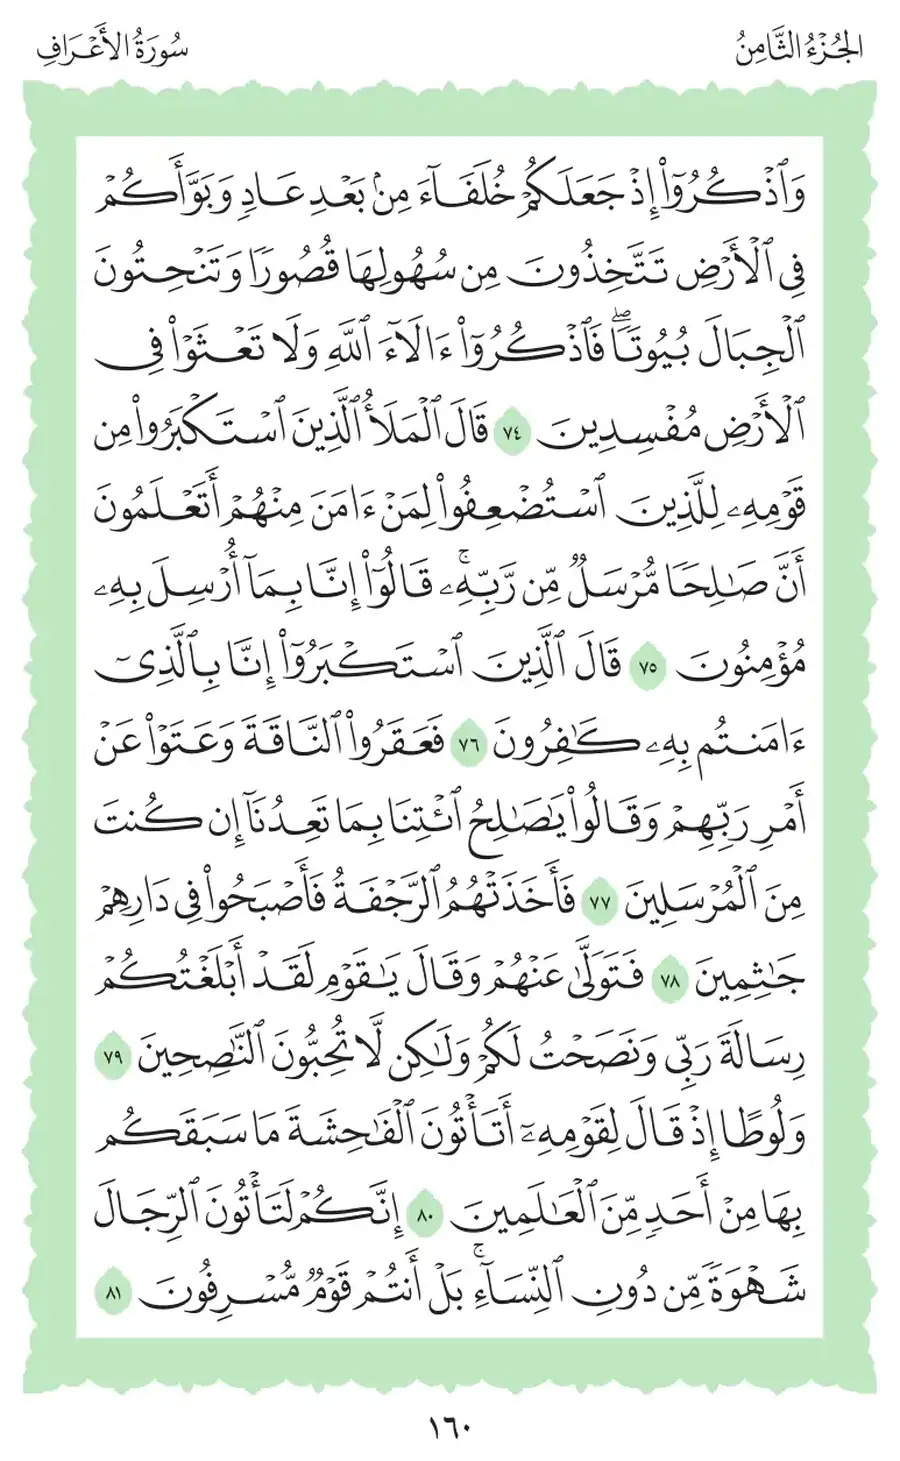 الجُزْءُ الثَّامِنُ
سُورَةُ الأَعْرَافِ
وَٱذْكُرُوٓا۟ إِذْ جَعَلَكُمْ خُلَفَآءَ مِنۢ بَعْدِ عَادٍ وَبَوَّأَكُمْ
فِى ٱلْأَرْضِ تَتَّخِذُونَ مِن سُهُولِهَا قُصُورًا وَتَنْحِتُونَ
ٱلْجِبَالَ بُيُوتًا ۖ فَٱذْكُرُوٓا۟ ءَالَآءَ ٱللَّهِ وَلَا تَعْثَوْا۟ فِى
ٱلْأَرْضِ مُفْسِدِينَ ٧٤ قَالَ ٱلْمَلَأُ ٱلَّذِينَ ٱسْتَكْبَرُوا۟ مِن
قَوْمِهِۦ لِلَّذِينَ ٱسْتُضْعِفُوا۟ لِمَنْ ءَامَنَ مِنْهُمْ أَتَعْلَمُونَ
أَنَّ صَـٰلِحًا مُّرْسَلٌ مِّن رَّبِّهِۦ ۚ قَالُوٓا۟ إِنَّا بِمَآ أُرْسِلَ بِهِۦ
مُؤْمِنُونَ ٧٥ قَالَ ٱلَّذِينَ ٱسْتَكْبَرُوٓا۟ إِنَّا بِٱلَّذِىٓ
ءَامَنتُم بِهِۦ كَـٰفِرُونَ ٧٦ فَعَقَرُوا۟ ٱلنَّاقَةَ وَعَتَوْا۟ عَنْ
أَمْرِ رَبِّهِمْ وَقَالُوا۟ يَـٰصَـٰلِحُ ٱئْتِنَا بِمَا تَعِدُنَآ إِن كُنتَ
مِنَ ٱلْمُرْسَلِينَ ٧٧ فَأَخَذَتْهُمُ ٱلرَّجْفَةُ فَأَصْبَحُوا۟ فِى دَارِهِمْ
جَـٰثِمِينَ ٧٨ فَتَوَلَّىٰ عَنْهُمْ وَقَالَ يَـٰقَوْمِ لَقَدْ أَبْلَغْتُكُمْ
رِسَالَةَ رَبِّى وَنَصَحْتُ لَكُمْ وَلَـٰكِن لَّا تُحِبُّونَ ٱلنَّـٰصِحِينَ ٧٩
وَلُوطًا إِذْ قَالَ لِقَوْمِهِۦٓ أَتَأْتُونَ ٱلْفَـٰحِشَةَ مَا سَبَقَكُم
بِهَا مِنْ أَحَدٍ مِّنَ ٱلْعَـٰلَمِينَ ٨٠ إِنَّكُمْ لَتَأْتُونَ ٱلرِّجَالَ
شَهْوَةً مِّن دُونِ ٱلنِّسَآءِ ۚ بَلْ أَنتُمْ قَوْمٌ مُّسْرِفُونَ ٨١
١٦٠